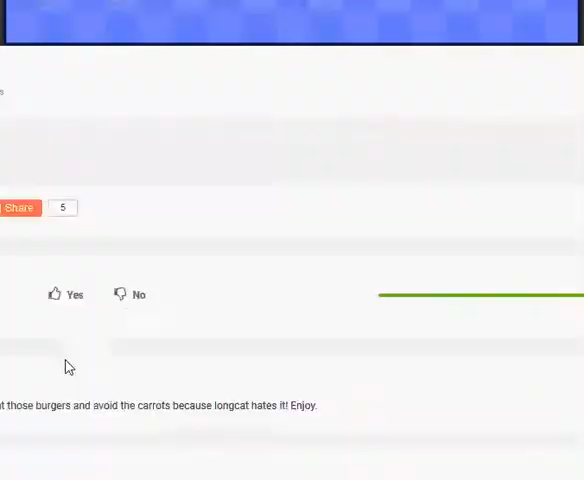 Share 5
Yes No
those burgers and avoid the carrots because longcat hates it! Enjoy.